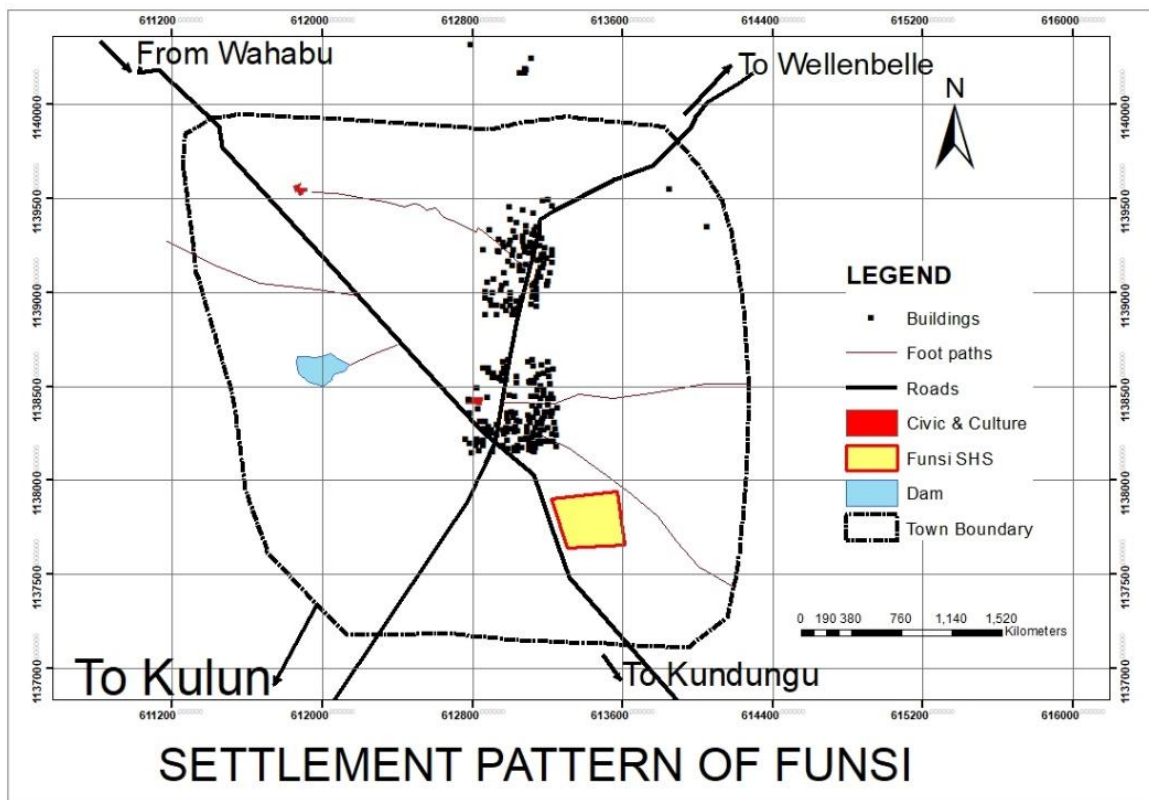 611200 612000 612800 613600 614400 615200 616000
From Wahabu
To Wellenbelle
N
1140000
1139500
1139000
1138500
1138000
1137500
1137000
1140000
1139500
1139000
1138500
1138000
1137500
1137000
LEGEND
Buildings
Foot paths
Roads
Civic & Culture
Funsi SHS
Dam
Town Boundary
0 190 380 760 1,140 1,520
Kilometers
To Kulun
To Kundungu
611200 612000 612800 613600 614400 615200 616000
SETTLEMENT PATTERN OF FUNSI